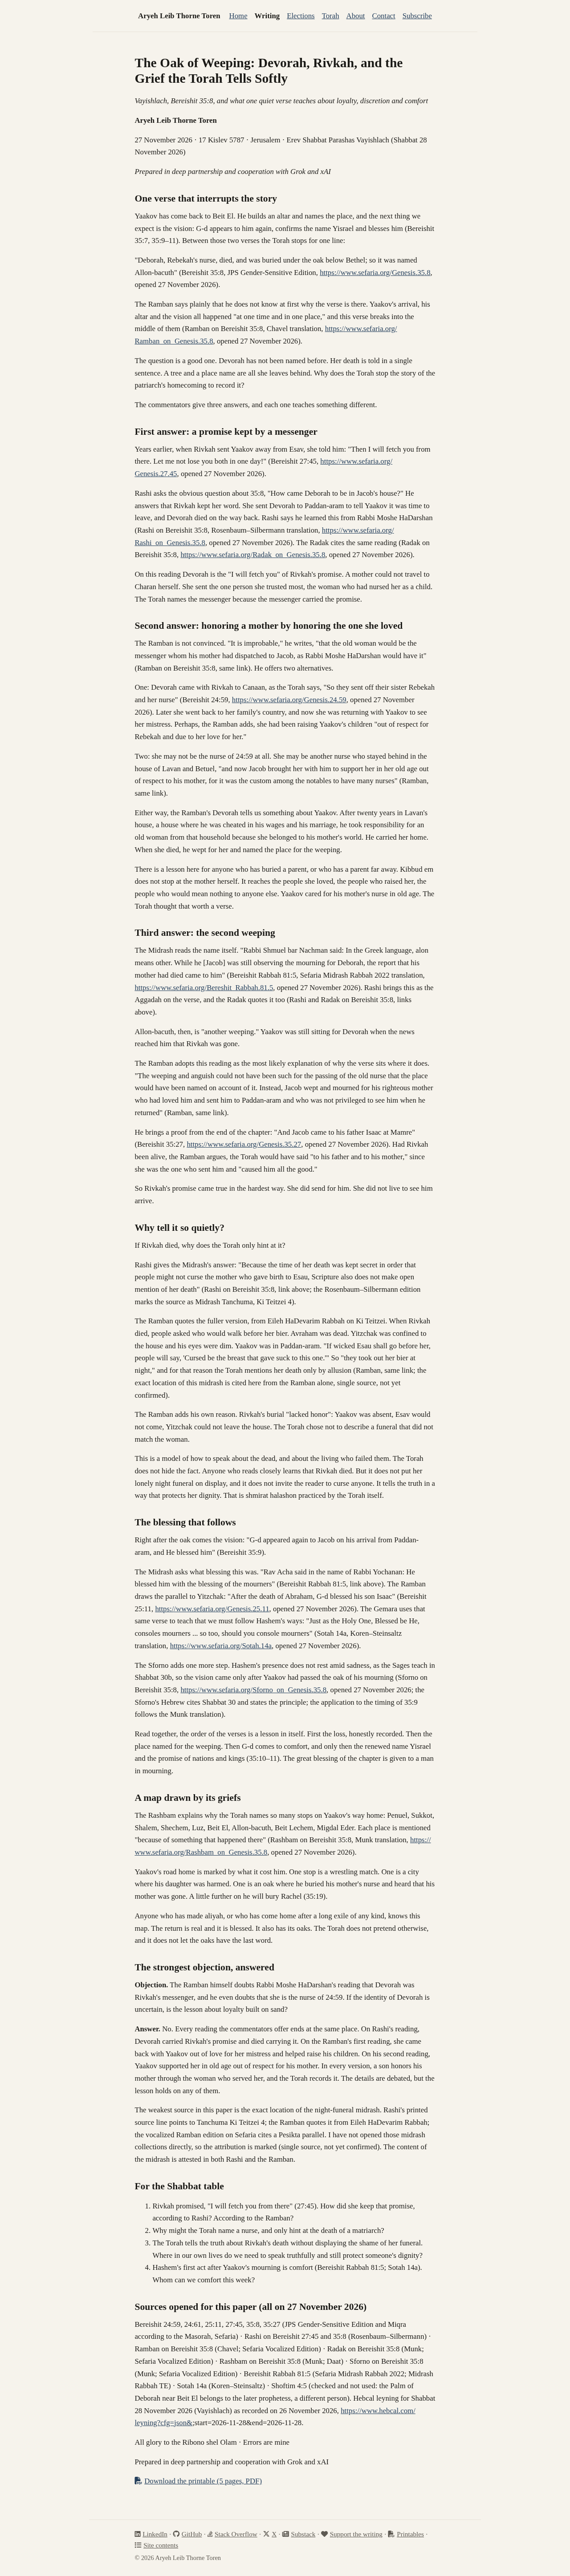 Aryeh Leib Thorne Toren Home Writing Elections Torah About Contact Subscribe
The Oak of Weeping: Devorah, Rivkah, and the
Grief the Torah Tells Softly
Vayishlach, Bereishit 35:8, and what one quiet verse teaches about loyalty, discretion and comfort
Aryeh Leib Thorne Toren
27 November 2026 · 17 Kislev 5787 · Jerusalem · Erev Shabbat Parashas Vayishlach (Shabbat 28
November 2026)
Prepared in deep partnership and cooperation with Grok and xAI
One verse that interrupts the story
Yaakov has come back to Beit El. He builds an altar and names the place, and the next thing we
expect is the vision: G-d appears to him again, confirms the name Yisrael and blesses him (Bereishit
35:7, 35:9–11). Between those two verses the Torah stops for one line:
"Deborah, Rebekah's nurse, died, and was buried under the oak below Bethel; so it was named
Allon-bacuth" (Bereishit 35:8, JPS Gender-Sensitive Edition, https://www.sefaria.org/Genesis.35.8,
opened 27 November 2026).
The Ramban says plainly that he does not know at first why the verse is there. Yaakov's arrival, his
altar and the vision all happened "at one time and in one place," and this verse breaks into the
middle of them (Ramban on Bereishit 35:8, Chavel translation, https://www.sefaria.org/
Ramban_on_Genesis.35.8, opened 27 November 2026).
The question is a good one. Devorah has not been named before. Her death is told in a single
sentence. A tree and a place name are all she leaves behind. Why does the Torah stop the story of the
patriarch's homecoming to record it?
The commentators give three answers, and each one teaches something different.
First answer: a promise kept by a messenger
Years earlier, when Rivkah sent Yaakov away from Esav, she told him: "Then I will fetch you from
there. Let me not lose you both in one day!" (Bereishit 27:45, https://www.sefaria.org/
Genesis.27.45, opened 27 November 2026).
Rashi asks the obvious question about 35:8, "How came Deborah to be in Jacob's house?" He
answers that Rivkah kept her word. She sent Devorah to Paddan-aram to tell Yaakov it was time to
leave, and Devorah died on the way back. Rashi says he learned this from Rabbi Moshe HaDarshan
(Rashi on Bereishit 35:8, Rosenbaum–Silbermann translation, https://www.sefaria.org/
Rashi_on_Genesis.35.8, opened 27 November 2026). The Radak cites the same reading (Radak on
Bereishit 35:8, https://www.sefaria.org/Radak_on_Genesis.35.8, opened 27 November 2026).
On this reading Devorah is the "I will fetch you" of Rivkah's promise. A mother could not travel to
Charan herself. She sent the one person she trusted most, the woman who had nursed her as a child.
The Torah names the messenger because the messenger carried the promise.
Second answer: honoring a mother by honoring the one she loved
The Ramban is not convinced. "It is improbable," he writes, "that the old woman would be the
messenger whom his mother had dispatched to Jacob, as Rabbi Moshe HaDarshan would have it"
(Ramban on Bereishit 35:8, same link). He offers two alternatives.
One: Devorah came with Rivkah to Canaan, as the Torah says, "So they sent off their sister Rebekah
and her nurse" (Bereishit 24:59, https://www.sefaria.org/Genesis.24.59, opened 27 November
2026). Later she went back to her family's country, and now she was returning with Yaakov to see
her mistress. Perhaps, the Ramban adds, she had been raising Yaakov's children "out of respect for
Rebekah and due to her love for her."
Two: she may not be the nurse of 24:59 at all. She may be another nurse who stayed behind in the
house of Lavan and Betuel, "and now Jacob brought her with him to support her in her old age out
of respect to his mother, for it was the custom among the notables to have many nurses" (Ramban,
same link).
Either way, the Ramban's Devorah tells us something about Yaakov. After twenty years in Lavan's
house, a house where he was cheated in his wages and his marriage, he took responsibility for an
old woman from that household because she belonged to his mother's world. He carried her home.
When she died, he wept for her and named the place for the weeping.
There is a lesson here for anyone who has buried a parent, or who has a parent far away. Kibbud em
does not stop at the mother herself. It reaches the people she loved, the people who raised her, the
people who would mean nothing to anyone else. Yaakov cared for his mother's nurse in old age. The
Torah thought that worth a verse.
Third answer: the second weeping
The Midrash reads the name itself. "Rabbi Shmuel bar Nachman said: In the Greek language, alon
means other. While he [Jacob] was still observing the mourning for Deborah, the report that his
mother had died came to him" (Bereishit Rabbah 81:5, Sefaria Midrash Rabbah 2022 translation,
https://www.sefaria.org/Bereshit_Rabbah.81.5, opened 27 November 2026). Rashi brings this as the
Aggadah on the verse, and the Radak quotes it too (Rashi and Radak on Bereishit 35:8, links
above).
Allon-bacuth, then, is "another weeping." Yaakov was still sitting for Devorah when the news
reached him that Rivkah was gone.
The Ramban adopts this reading as the most likely explanation of why the verse sits where it does.
"The weeping and anguish could not have been such for the passing of the old nurse that the place
would have been named on account of it. Instead, Jacob wept and mourned for his righteous mother
who had loved him and sent him to Paddan-aram and who was not privileged to see him when he
returned" (Ramban, same link).
He brings a proof from the end of the chapter: "And Jacob came to his father Isaac at Mamre"
(Bereishit 35:27, https://www.sefaria.org/Genesis.35.27, opened 27 November 2026). Had Rivkah
been alive, the Ramban argues, the Torah would have said "to his father and to his mother," since
she was the one who sent him and "caused him all the good."
So Rivkah's promise came true in the hardest way. She did send for him. She did not live to see him
arrive.
Why tell it so quietly?
If Rivkah died, why does the Torah only hint at it?
Rashi gives the Midrash's answer: "Because the time of her death was kept secret in order that
people might not curse the mother who gave birth to Esau, Scripture also does not make open
mention of her death" (Rashi on Bereishit 35:8, link above; the Rosenbaum–Silbermann edition
marks the source as Midrash Tanchuma, Ki Teitzei 4).
The Ramban quotes the fuller version, from Eileh HaDevarim Rabbah on Ki Teitzei. When Rivkah
died, people asked who would walk before her bier. Avraham was dead. Yitzchak was confined to
the house and his eyes were dim. Yaakov was in Paddan-aram. "If wicked Esau shall go before her,
people will say, 'Cursed be the breast that gave suck to this one.'" So "they took out her bier at
night," and for that reason the Torah mentions her death only by allusion (Ramban, same link; the
exact location of this midrash is cited here from the Ramban alone, single source, not yet
confirmed).
The Ramban adds his own reason. Rivkah's burial "lacked honor": Yaakov was absent, Esav would
not come, Yitzchak could not leave the house. The Torah chose not to describe a funeral that did not
match the woman.
This is a model of how to speak about the dead, and about the living who failed them. The Torah
does not hide the fact. Anyone who reads closely learns that Rivkah died. But it does not put her
lonely night funeral on display, and it does not invite the reader to curse anyone. It tells the truth in a
way that protects her dignity. That is shmirat halashon practiced by the Torah itself.
The blessing that follows
Right after the oak comes the vision: "G-d appeared again to Jacob on his arrival from Paddan-
aram, and He blessed him" (Bereishit 35:9).
The Midrash asks what blessing this was. "Rav Acha said in the name of Rabbi Yochanan: He
blessed him with the blessing of the mourners" (Bereishit Rabbah 81:5, link above). The Ramban
draws the parallel to Yitzchak: "After the death of Abraham, G-d blessed his son Isaac" (Bereishit
25:11, https://www.sefaria.org/Genesis.25.11, opened 27 November 2026). The Gemara uses that
same verse to teach that we must follow Hashem's ways: "Just as the Holy One, Blessed be He,
consoles mourners ... so too, should you console mourners" (Sotah 14a, Koren–Steinsaltz
translation, https://www.sefaria.org/Sotah.14a, opened 27 November 2026).
The Sforno adds one more step. Hashem's presence does not rest amid sadness, as the Sages teach in
Shabbat 30b, so the vision came only after Yaakov had passed the oak of his mourning (Sforno on
Bereishit 35:8, https://www.sefaria.org/Sforno_on_Genesis.35.8, opened 27 November 2026; the
Sforno's Hebrew cites Shabbat 30 and states the principle; the application to the timing of 35:9
follows the Munk translation).
Read together, the order of the verses is a lesson in itself. First the loss, honestly recorded. Then the
place named for the weeping. Then G-d comes to comfort, and only then the renewed name Yisrael
and the promise of nations and kings (35:10–11). The great blessing of the chapter is given to a man
in mourning.
A map drawn by its griefs
The Rashbam explains why the Torah names so many stops on Yaakov's way home: Penuel, Sukkot,
Shalem, Shechem, Luz, Beit El, Allon-bacuth, Beit Lechem, Migdal Eder. Each place is mentioned
"because of something that happened there" (Rashbam on Bereishit 35:8, Munk translation, https://
www.sefaria.org/Rashbam_on_Genesis.35.8, opened 27 November 2026).
Yaakov's road home is marked by what it cost him. One stop is a wrestling match. One is a city
where his daughter was harmed. One is an oak where he buried his mother's nurse and heard that his
mother was gone. A little further on he will bury Rachel (35:19).
Anyone who has made aliyah, or who has come home after a long exile of any kind, knows this
map. The return is real and it is blessed. It also has its oaks. The Torah does not pretend otherwise,
and it does not let the oaks have the last word.
The strongest objection, answered
Objection. The Ramban himself doubts Rabbi Moshe HaDarshan's reading that Devorah was
Rivkah's messenger, and he even doubts that she is the nurse of 24:59. If the identity of Devorah is
uncertain, is the lesson about loyalty built on sand?
Answer. No. Every reading the commentators offer ends at the same place. On Rashi's reading,
Devorah carried Rivkah's promise and died carrying it. On the Ramban's first reading, she came
back with Yaakov out of love for her mistress and helped raise his children. On his second reading,
Yaakov supported her in old age out of respect for his mother. In every version, a son honors his
mother through the woman who served her, and the Torah records it. The details are debated, but the
lesson holds on any of them.
The weakest source in this paper is the exact location of the night-funeral midrash. Rashi's printed
source line points to Tanchuma Ki Teitzei 4; the Ramban quotes it from Eileh HaDevarim Rabbah;
the vocalized Ramban edition on Sefaria cites a Pesikta parallel. I have not opened those midrash
collections directly, so the attribution is marked (single source, not yet confirmed). The content of
the midrash is attested in both Rashi and the Ramban.
For the Shabbat table
1. Rivkah promised, "I will fetch you from there" (27:45). How did she keep that promise,
according to Rashi? According to the Ramban?
2. Why might the Torah name a nurse, and only hint at the death of a matriarch?
3. The Torah tells the truth about Rivkah's death without displaying the shame of her funeral.
Where in our own lives do we need to speak truthfully and still protect someone's dignity?
4. Hashem's first act after Yaakov's mourning is comfort (Bereishit Rabbah 81:5; Sotah 14a).
Whom can we comfort this week?
Sources opened for this paper (all on 27 November 2026)
Bereishit 24:59, 24:61, 25:11, 27:45, 35:8, 35:27 (JPS Gender-Sensitive Edition and Miqra
according to the Masorah, Sefaria) · Rashi on Bereishit 27:45 and 35:8 (Rosenbaum–Silbermann) ·
Ramban on Bereishit 35:8 (Chavel; Sefaria Vocalized Edition) · Radak on Bereishit 35:8 (Munk;
Sefaria Vocalized Edition) · Rashbam on Bereishit 35:8 (Munk; Daat) · Sforno on Bereishit 35:8
(Munk; Sefaria Vocalized Edition) · Bereishit Rabbah 81:5 (Sefaria Midrash Rabbah 2022; Midrash
Rabbah TE) · Sotah 14a (Koren–Steinsaltz) · Shoftim 4:5 (checked and not used: the Palm of
Deborah near Beit El belongs to the later prophetess, a different person). Hebcal leyning for Shabbat
28 November 2026 (Vayishlach) as recorded on 26 November 2026, https://www.hebcal.com/
leyning?cfg=json&;start=2026-11-28&end=2026-11-28.
All glory to the Ribono shel Olam · Errors are mine
Prepared in deep partnership and cooperation with Grok and xAI
Download the printable (5 pages, PDF)
LinkedIn · GitHub · Stack Overflow · X · Substack · Support the writing · Printables ·
Site contents
© 2026 Aryeh Leib Thorne Toren